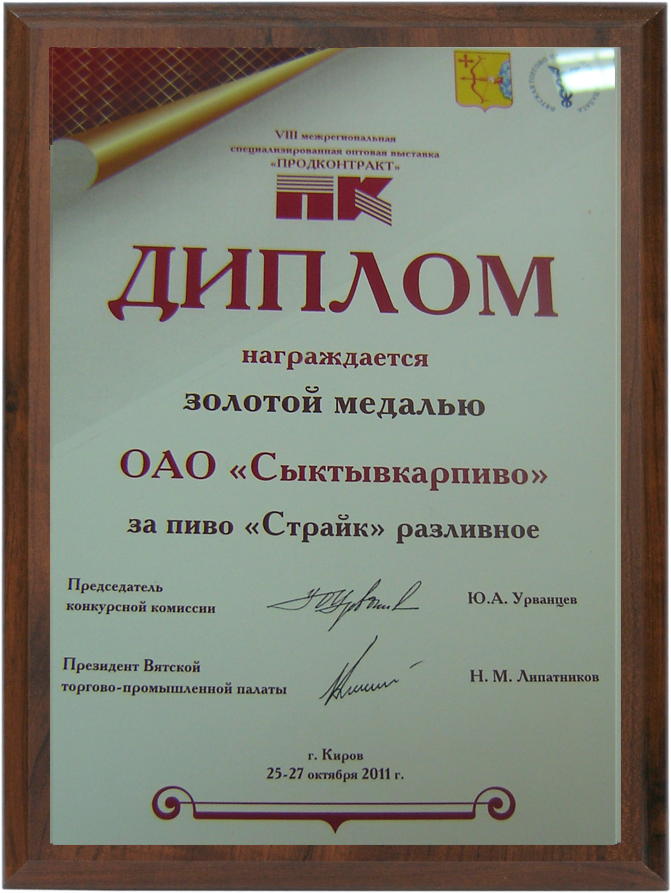 VIII межрегиональная
специализированная оптовая выставка
«ПРОДКОНТРАКТ»
ПК
ДИПЛОМ
награждается
золотой медалью
ОАО «Сыктывкарпиво»
за пиво «Страйк» разливное
Председатель
конкурсной комиссии
Ю.А. Урванцев
Президент Вятской
торгово-промышленной палаты
Н. М. Липатников
г. Киров
25-27 октября 2011 г.